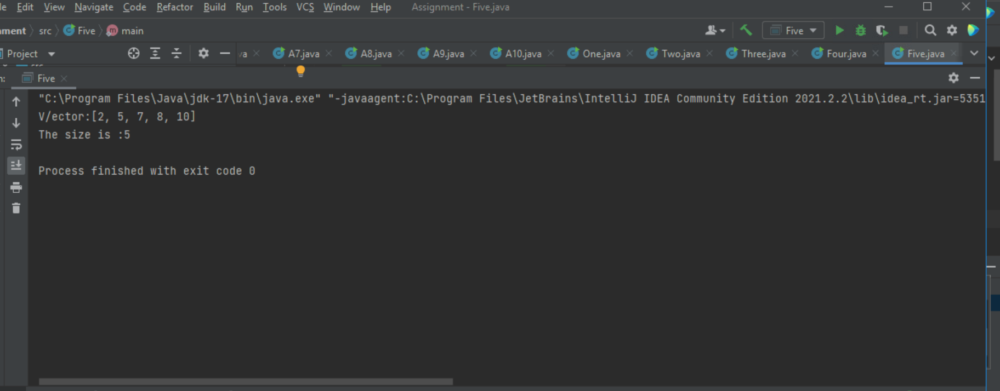 le Edit View Navigate Code Refactor Build Run Tools VCS Window Help Assignment - Five.java
nment src Five main Five
Project va A7.java A8.java A9.java A10.java One.java Two.java Three.java Four.java Five.java
src
n: Five
"C:\Program Files\Java\jdk-17\bin\java.exe" "-javaagent:C:\Program Files\JetBrains\IntelliJ IDEA Community Edition 2021.2.2\lib\idea_rt.jar=5351
V/ector:[2, 5, 7, 8, 10]
The size is :5
Process finished with exit code 0